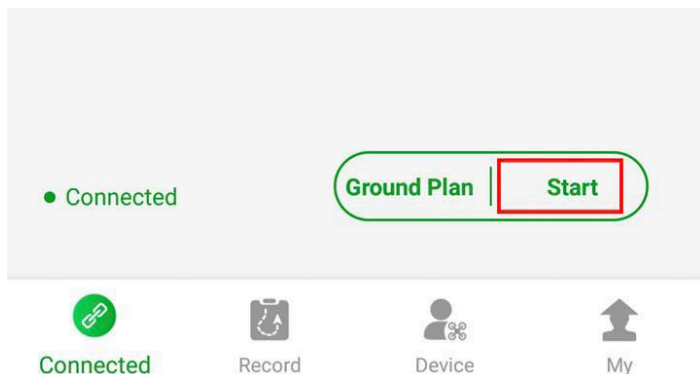 Connected
Ground Plan
Start
Connected
Record
Device
My